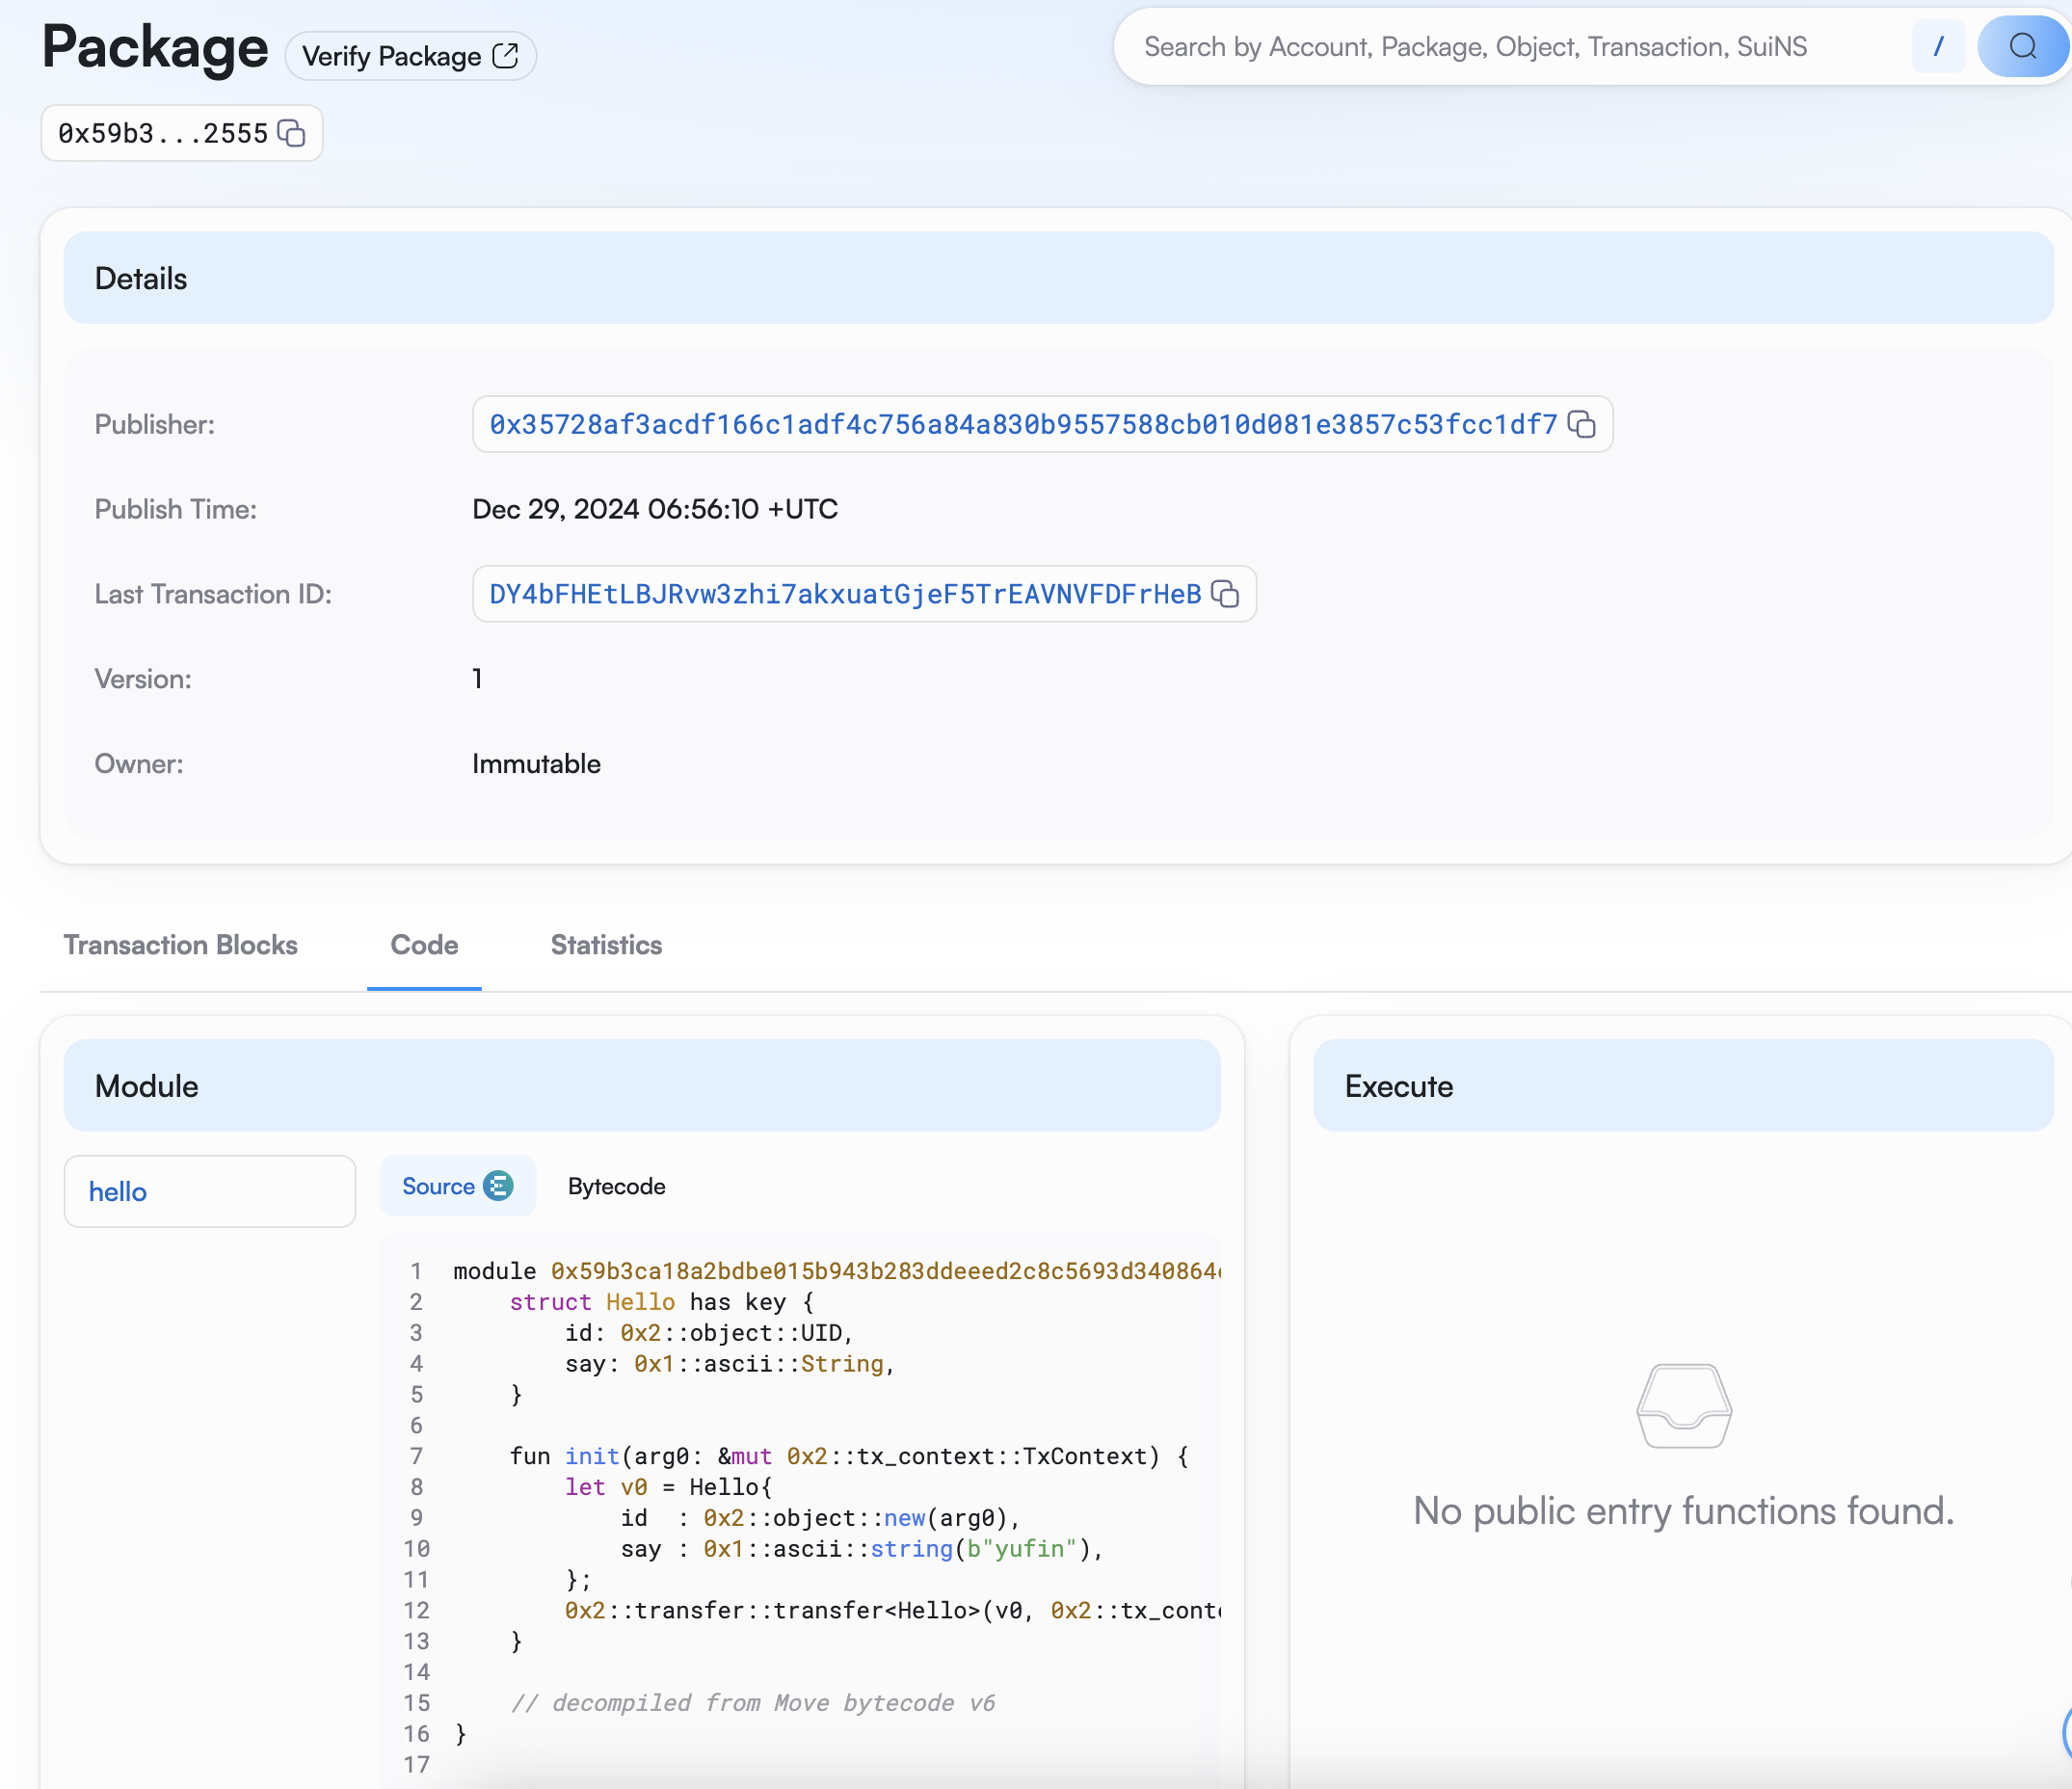 Package
Verify Package
Search by Account, Package, Object, Transaction, SuiNS
/
0x59b3...2555
Details
Publisher:
0x35728af3acdf166c1adf4c756a84a830b9557588cb010d081e3857c53fcc1df7
Publish Time:
Dec 29, 2024 06:56:10 +UTC
Last Transaction ID:
DY4bFHEtLBJRvw3zhi7akxuatGjeF5TrEAVNVFDFrHeB
Version:
1
Owner:
Immutable
Transaction Blocks
Code
Statistics
Module
hello
Source
Bytecode
1 module 0x59b3ca18a2bdbe015b943b283ddeeed2c8c5693d340864
2     struct Hello has key {
3         id: 0x2::object::UID,
4         say: 0x1::ascii::String,
5     }
6
7     fun init(arg0: &mut 0x2::tx_context::TxContext) {
8         let v0 = Hello{
9             id  : 0x2::object::new(arg0),
10             say : 0x1::ascii::string(b"yufin"),
11         };
12         0x2::transfer::transfer<Hello>(v0, 0x2::tx_cont
13     }
14
15     // decompiled from Move bytecode v6
16 }
17
Execute
No public entry functions found.